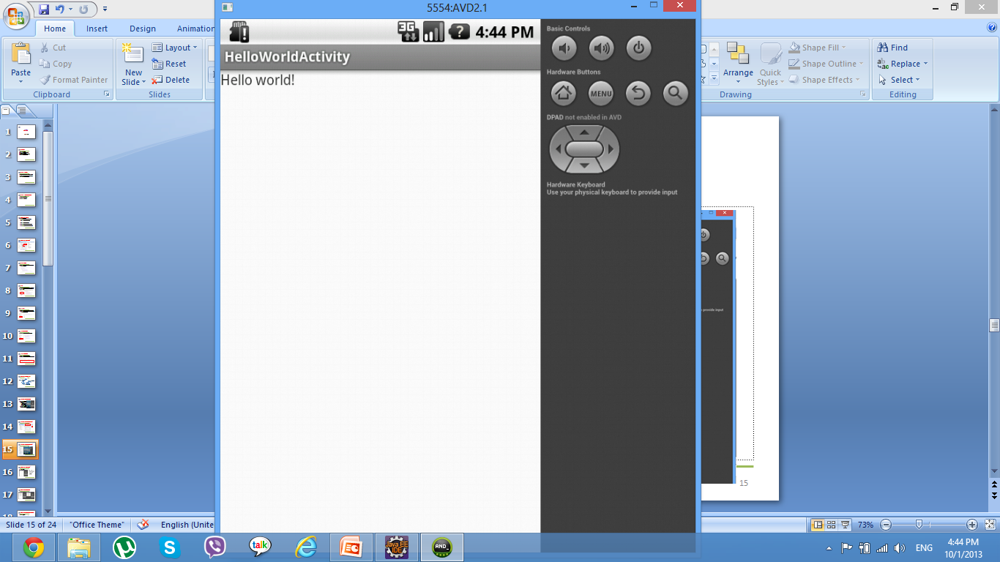 5554:AVD2.1
Home Insert Design Animation
Paste
Cut
Copy
Format Painter
Clipboard
New Slide
Layout
Reset
Delete
Slides
Arrange
Quick Styles
Shape Fill
Shape Outline
Shape Effects
Drawing
Find
Replace
Select
Editing
3G ? 4:44 PM
HelloWorldActivity
Hello world!
Basic Controls
Hardware Buttons
MENU
DPAD not enabled in AVD
Hardware Keyboard
Use your physical keyboard to provide input
1
2
3
4
5
6
7
8
9
10
11
12
13
14
15
16
17
provide input
15
Slide 15 of 24 "Office Theme" English (Unite
73%
talk
Java EE IDE
AND_
ENG
4:44 PM
10/1/2013